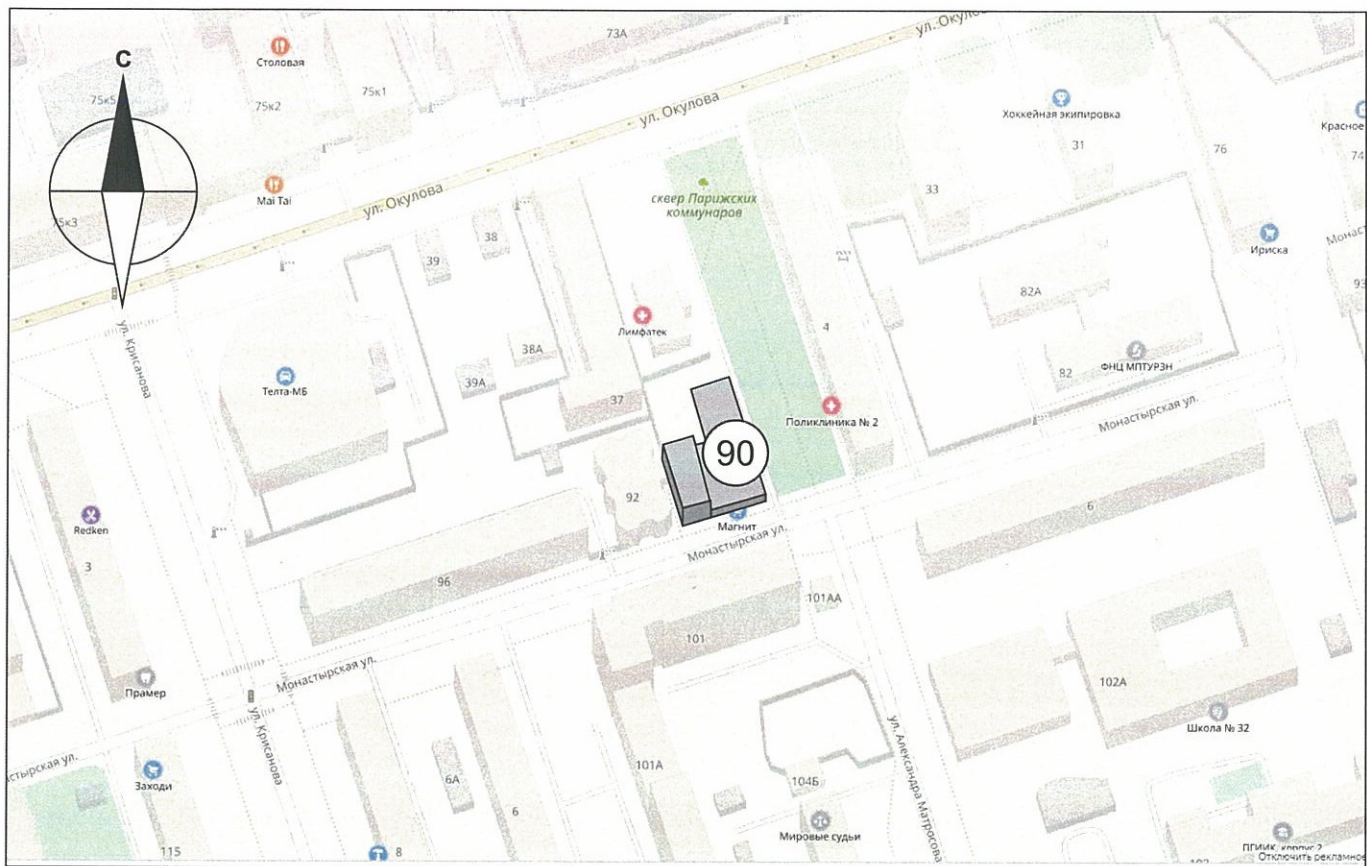 ул. Окулова
73А
С
Столовая
75к5
75к2
75к1
ул. Окулова
Хоккейная экипировка
Красное
31
76
74
Mai Tai
ул. Окулова
сквер Парижских
коммунаров
33
75к3
38
39
Ириска
Монаст
82А
93
ул. Крисанова
Лимфатек
4
38А
Телта-МБ
39А
37
82
ФНЦ МПТУРЗН
Поликлиника № 2
Монастырская ул.
90
92
6
Redken
Магнит
Монастырская ул.
3
96
101АА
101
Монастырская ул.
Прамер
102А
Школа № 32
ул. Крисанова
ул. Александра Матросова
астырская ул.
Заходи
6А
101А
104Б
6
Мировые судьи
115
8
ПГИИК, корпус 2
Отключить рекламн